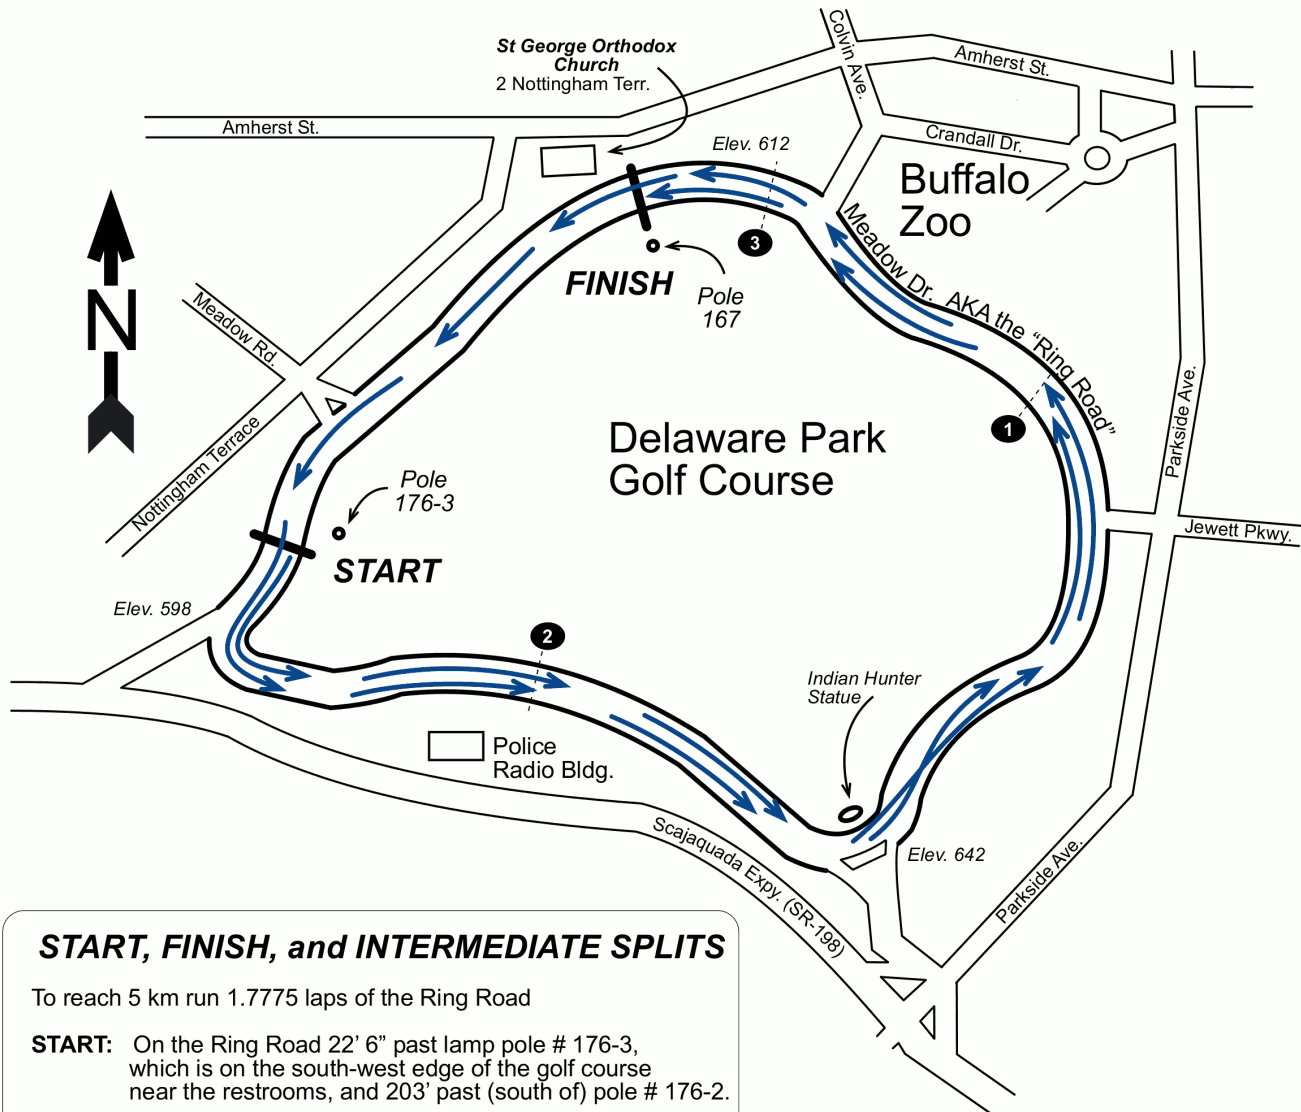 St George Orthodox
Church
2 Nottingham Terr.
Colvin Ave.
Amherst St.
Amherst St.
Crandall Dr.
Elev. 612
Buffalo
Zoo
3
FINISH
Pole
167
Meadow Dr. AKA the “Ring Road”
N
Meadow Rd.
Nottingham Terrace
Parkside Ave.
1
Delaware Park
Golf Course
Pole
176-3
START
Jewett Pkwy.
Elev. 598
2
Indian Hunter
Statue
Police
Radio Bldg.
Scajaquada Expy. (SR-198)
Elev. 642
Parkside Ave.
START, FINISH, and INTERMEDIATE SPLITS
To reach 5 km run 1.7775 laps of the Ring Road
START: On the Ring Road 22’ 6” past lamp pole # 176-3,
which is on the south-west edge of the golf course
near the restrooms, and 203’ past (south of) pole # 176-2.